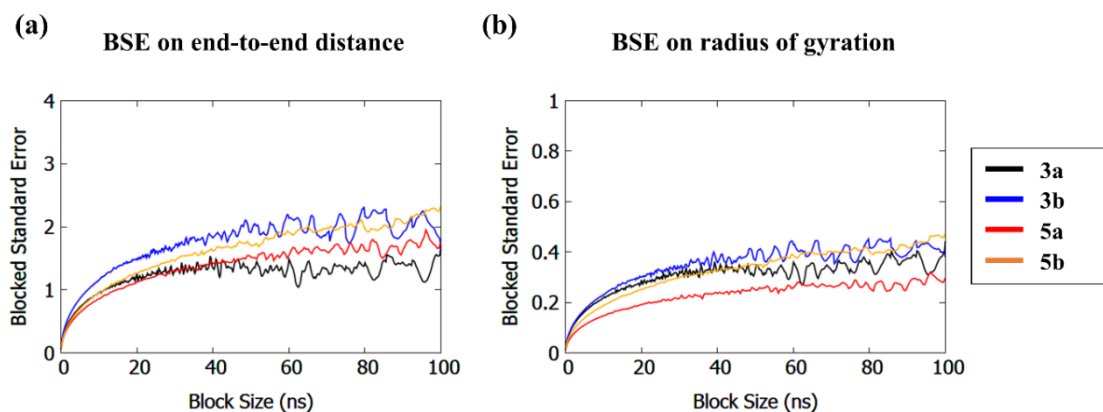 (a)
BSE on end-to-end distance
4
3
2
1
0
0 20 40 60 80 100
Blocked Standard Error
Block Size (ns)
(b)
BSE on radius of gyration
1
0.8
0.6
0.4
0.2
0
0 20 40 60 80 100
Blocked Standard Error
Block Size (ns)
3a
3b
5a
5b